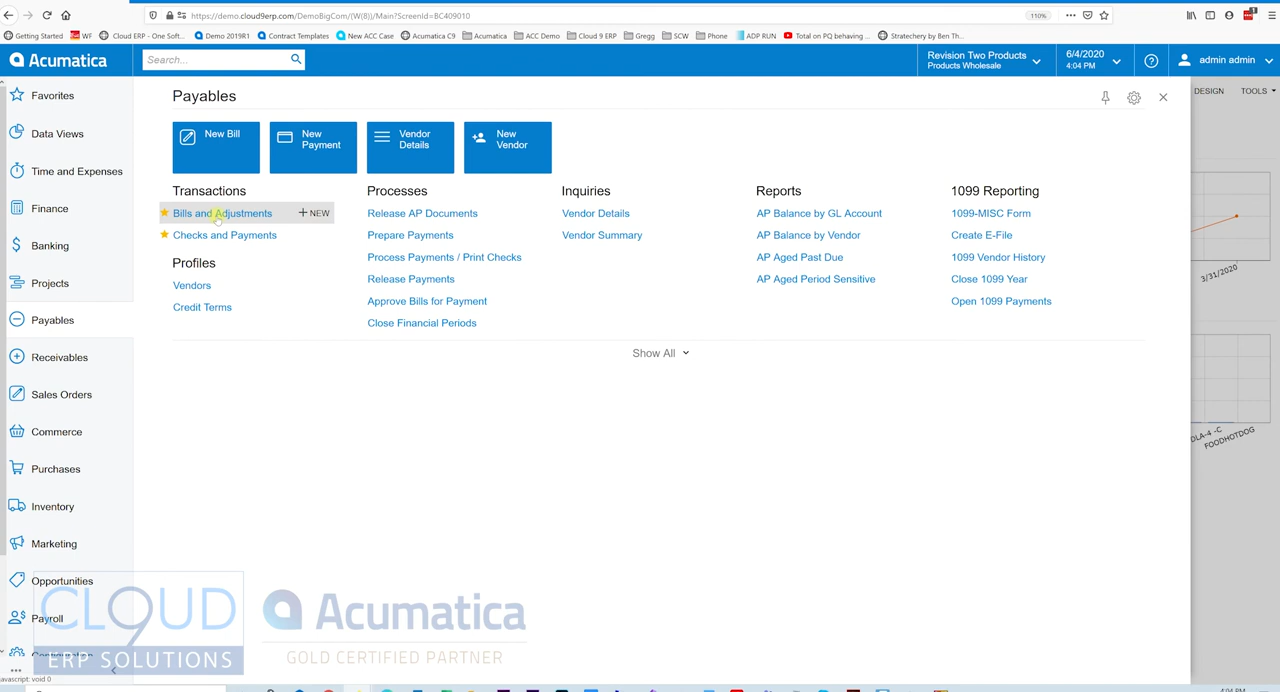 https://demo.cloud9erp.com/DemoBigCom/(W(8))/Main?ScreenId=BC409010
110%
Getting Started
WF
Cloud ERP - One Soft...
Demo 2019R1
Contract Templates
New ACC Case
Acumatica C9
Acumatica
ACC Demo
Cloud 9 ERP
Gregg
SCW
Phone
ADP RUN
Total on PQ behaving ...
Stratechery by Ben Th...
Acumatica
Search...
Revision Two Products
Products Wholesale
6/4/2020
4:04 PM
admin admin
Favorites
Data Views
Time and Expenses
Finance
Banking
Projects
Payables
Receivables
Sales Orders
Commerce
Purchases
Inventory
Marketing
Opportunities
Payroll
Payables
DESIGN
TOOLS
New Bill
New
Payment
Vendor
Details
New
Vendor
Transactions
Bills and Adjustments
+ NEW
Checks and Payments
Profiles
Vendors
Credit Terms
Processes
Release AP Documents
Prepare Payments
Process Payments / Print Checks
Release Payments
Approve Bills for Payment
Close Financial Periods
Inquiries
Vendor Details
Vendor Summary
Reports
AP Balance by GL Account
AP Balance by Vendor
AP Aged Past Due
AP Aged Period Sensitive
1099 Reporting
1099-MISC Form
Create E-File
1099 Vendor History
Close 1099 Year
Open 1099 Payments
Show All
3/31/2020
DLA-4 -C
FOODHOTDOG
CLOUD
9
ERP SOLUTIONS
Acumatica
GOLD CERTIFIED PARTNER
javascript: void 0
4:04 PM